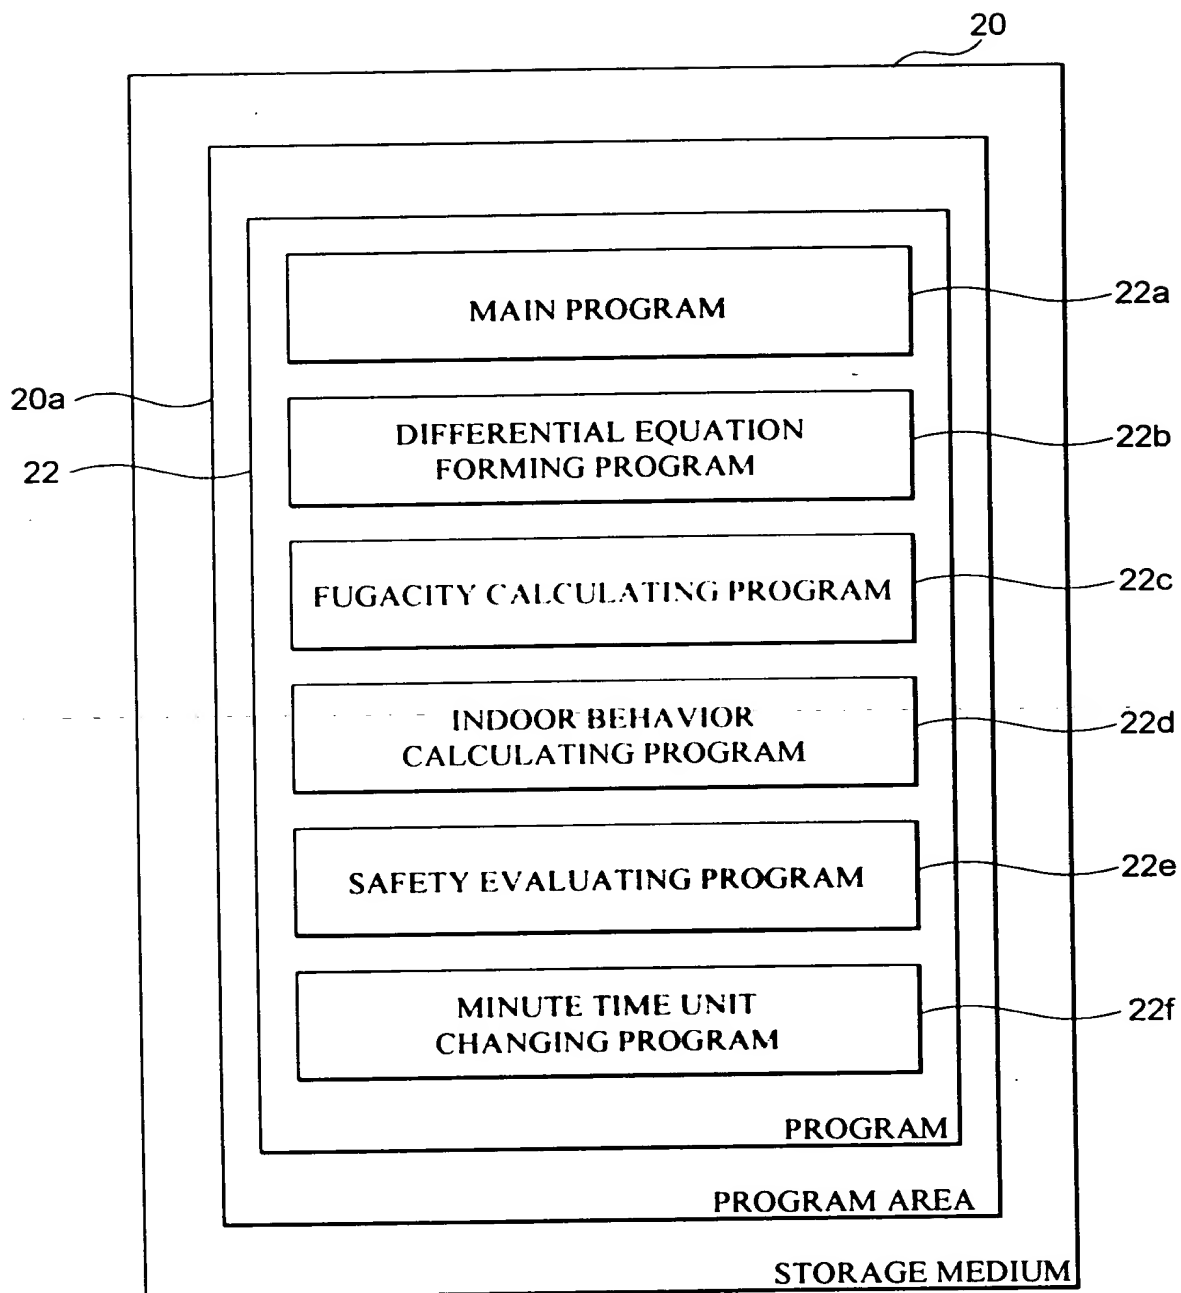 20
MAIN PROGRAM
22a
20a
DIFFERENTIAL EQUATION
FORMING PROGRAM
22b
22
FUGACITY CALCULATING PROGRAM
22c
INDOOR BEHAVIOR
CALCULATING PROGRAM
22d
SAFETY EVALUATING PROGRAM
22e
MINUTE TIME UNIT
CHANGING PROGRAM
22f
PROGRAM
PROGRAM AREA
STORAGE MEDIUM